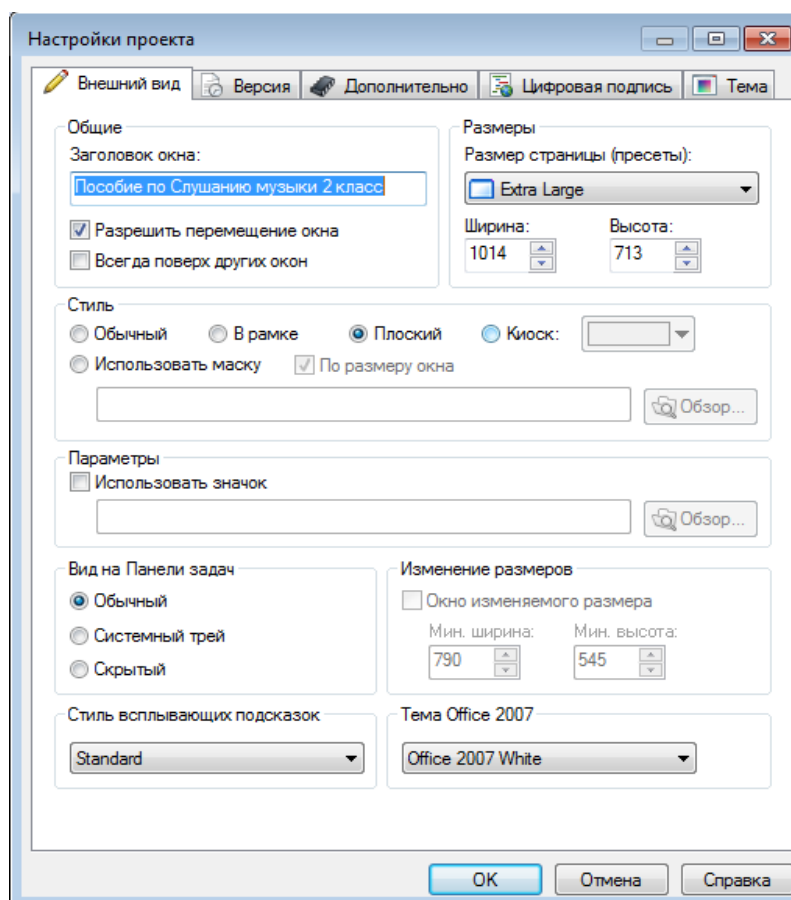 Настройки проекта
Внешний вид Версия Дополнительно Цифровая подпись Тема
Общие
Заголовок окна:
Пособие по Слушанию музыки 2 класс
Разрешить перемещение окна
Всегда поверх других окон
Размеры
Размер страницы (пресеты):
Extra Large
Ширина: Высота:
1014 713
Стиль
Обычный В рамке Плоский Киоск:
Использовать маску По размеру окна
Обзор...
Параметры
Использовать значок
Обзор...
Вид на Панели задач
Обычный
Системный трей
Скрытый
Изменение размеров
Окно изменяемого размера
Мин. ширина: Мин. высота:
790 545
Стиль всплывающих подсказок
Standard
Тема Office 2007
Office 2007 White
OK Отмена Справка